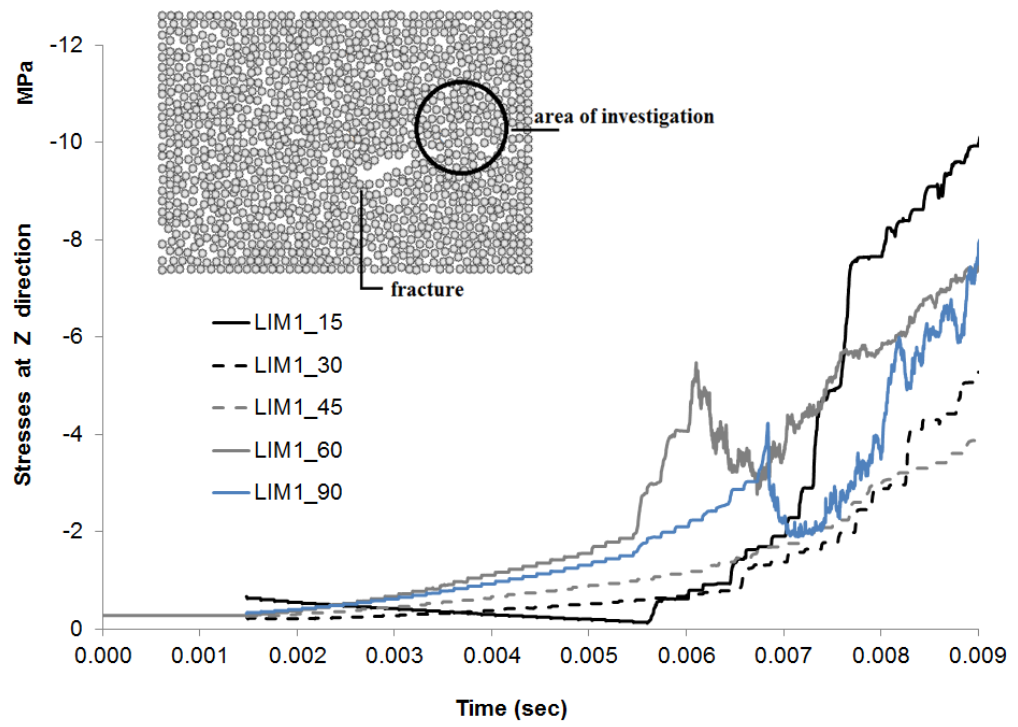 -12
MPa
-10
-8
-6
-4
-2
0
Stresses at Z direction
area of investigation
fracture
LIM1_15
LIM1_30
LIM1_45
LIM1_60
LIM1_90
0.000 0.001 0.002 0.003 0.004 0.005 0.006 0.007 0.008 0.009
Time (sec)